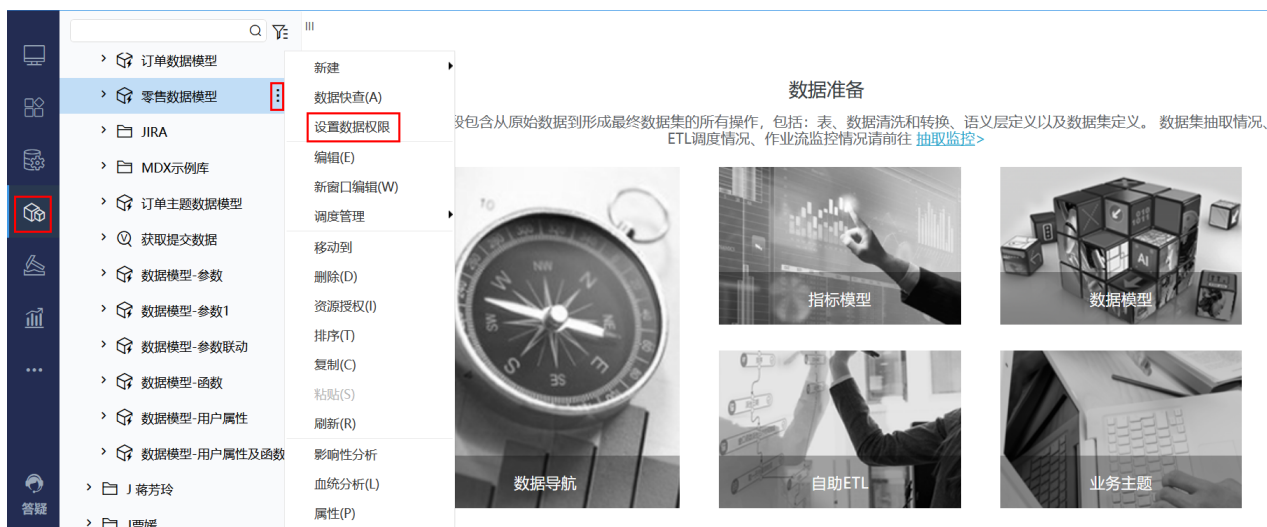 订单数据模型
零售数据模型
JIRA
MDX示例库
订单主题数据模型
获取提交数据
数据模型-参数
数据模型-参数1
数据模型-参数联动
数据模型-函数
数据模型-用户属性
数据模型-用户属性及函数
J 蒋芳玲
J贾媛
答疑
新建
数据快查(A)
设置数据权限
编辑(E)
新窗口编辑(W)
调度管理
移动到
删除(D)
资源授权(I)
排序(T)
复制(C)
粘贴(S)
刷新(R)
影响性分析
血统分析(L)
属性(P)
数据准备
段包含从原始数据到形成最终数据集的所有操作，包括：表、数据清洗和转换、语义层定义以及数据集定义。 数据集抽取情况、
ETL调度情况、作业流监控情况请前往 抽取监控>
指标模型
数据模型
数据导航
自助ETL
业务主题